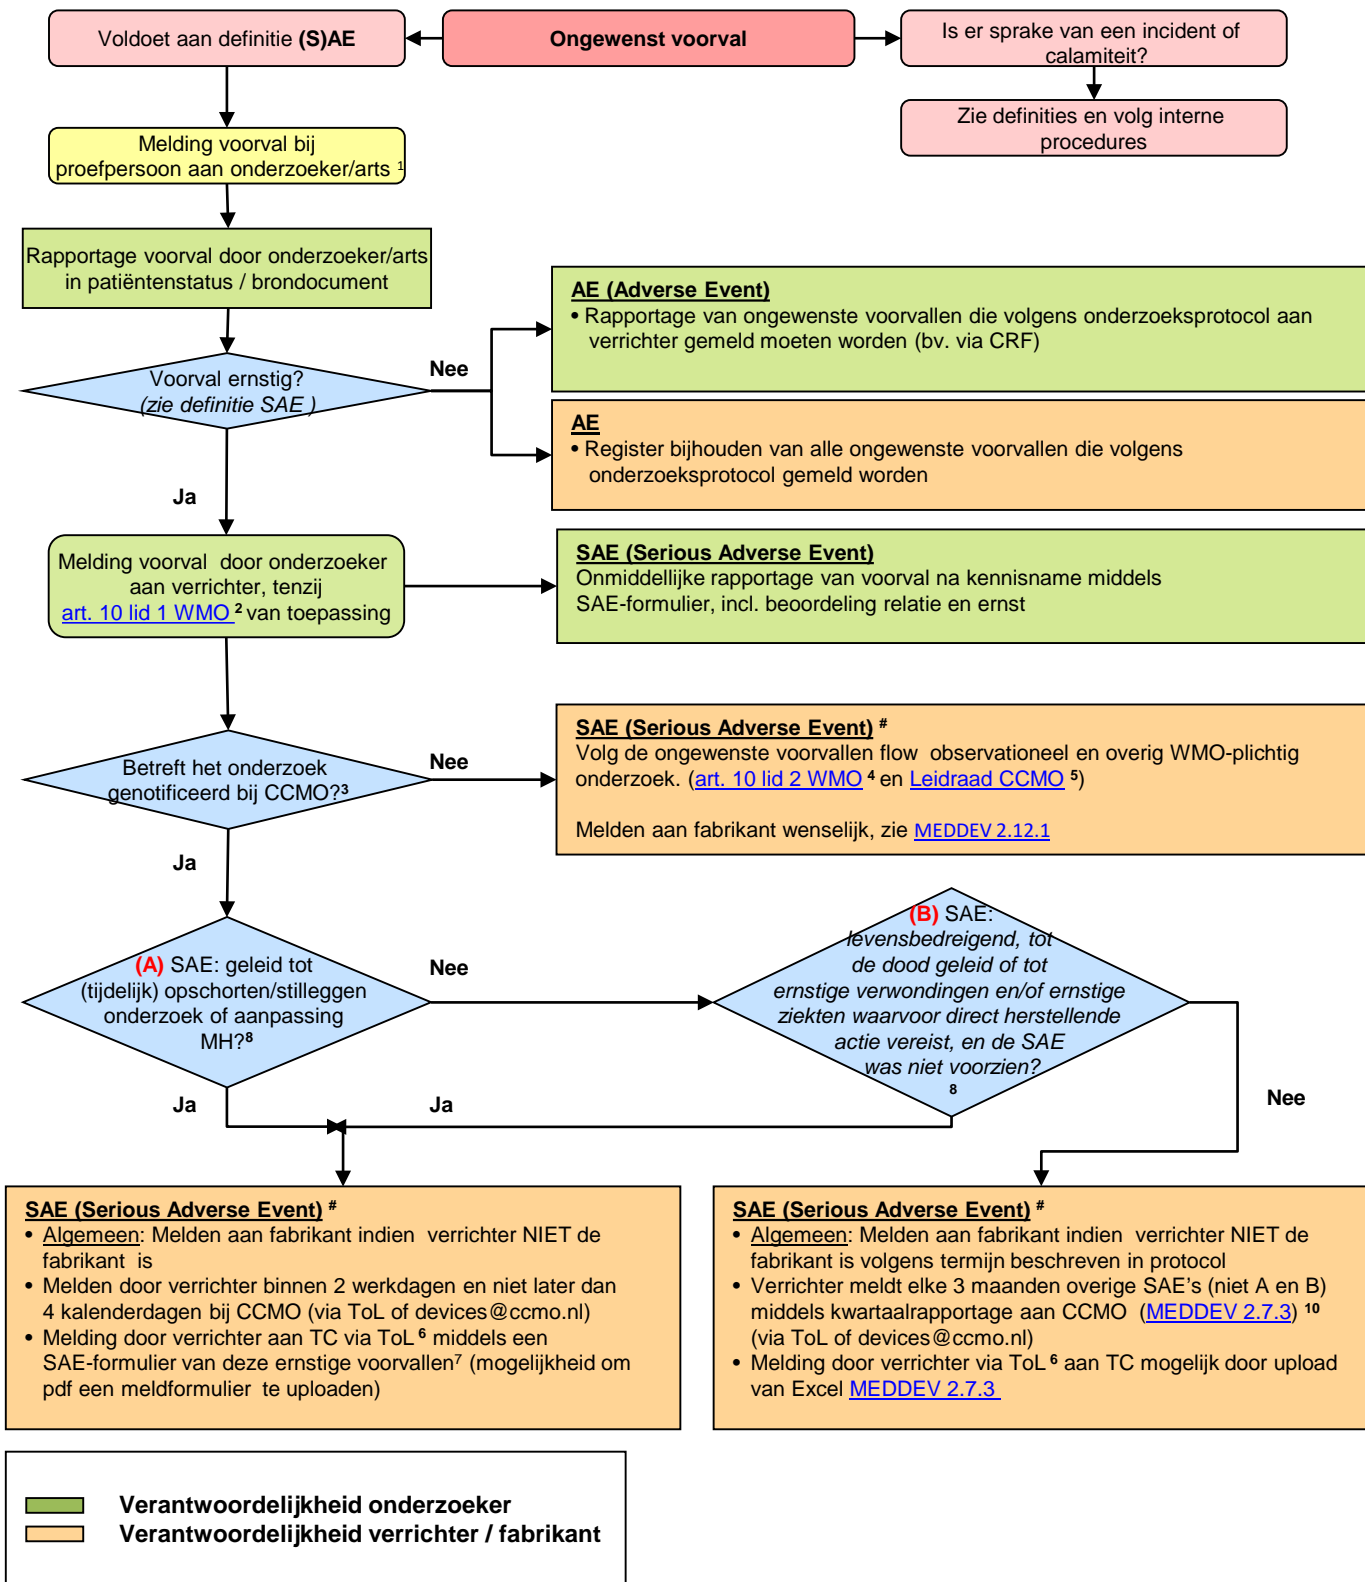 Voldoet aan definitie (S)AE
Ongewenst voorval
Is er sprake van een incident of
calamiteit?
Zie definities en volg interne
procedures
Melding voorval bij
proefpersoon aan onderzoeker/arts 1
Rapportage voorval door onderzoeker/arts
in patiëntenstatus / brondocument
AE (Adverse Event)
• Rapportage van ongewenste voorvallen die volgens onderzoeksprotocol aan
verrichter gemeld moeten worden (bv. via CRF)
Voorval ernstig?
(zie definitie SAE )
Nee
AE
• Register bijhouden van alle ongewenste voorvallen die volgens
onderzoeksprotocol gemeld worden
Ja
Melding voorval door onderzoeker
aan verrichter, tenzij
art. 10 lid 1 WMO 2 van toepassing
SAE (Serious Adverse Event)
Onmiddellijke rapportage van voorval na kennisname middels
SAE-formulier, incl. beoordeling relatie en ernst
Betreft het onderzoek
genotificeerd bij CCMO?3
Nee
SAE (Serious Adverse Event) #
Volg de ongewenste voorvallen flow observationeel en overig WMO-plichtig
onderzoek. (art. 10 lid 2 WMO 4 en Leidraad CCMO 5)
Melden aan fabrikant wenselijk, zie MEDDEV 2.12.1
Ja
(A) SAE: geleid tot
(tijdelijk) opschorten/stilleggen
onderzoek of aanpassing
MH?8
Nee
(B) SAE:
levensbedreigend, tot
de dood geleid of tot
ernstige verwondingen en/of ernstige
ziekten waarvoor direct herstellende
actie vereist, en de SAE
was niet voorzien?
8
Ja
Ja
Nee
SAE (Serious Adverse Event) #
• Algemeen: Melden aan fabrikant indien verrichter NIET de
fabrikant is
• Melden door verrichter binnen 2 werkdagen en niet later dan
4 kalenderdagen bij CCMO (via ToL of devices@ccmo.nl)
• Melding door verrichter aan TC via ToL 6 middels een
SAE-formulier van deze ernstige voorvallen7 (mogelijkheid om
pdf een meldformulier te uploaden)
SAE (Serious Adverse Event) #
• Algemeen: Melden aan fabrikant indien verrichter NIET de
fabrikant is volgens termijn beschreven in protocol
• Verrichter meldt elke 3 maanden overige SAE's (niet A en B)
middels kwartaalrapportage aan CCMO (MEDDEV 2.7.3) 10
(via ToL of devices@ccmo.nl)
• Melding door verrichter via ToL 6 aan TC mogelijk door upload
van Excel MEDDEV 2.7.3
Verantwoordelijkheid onderzoeker
Verantwoordelijkheid verrichter / fabrikant